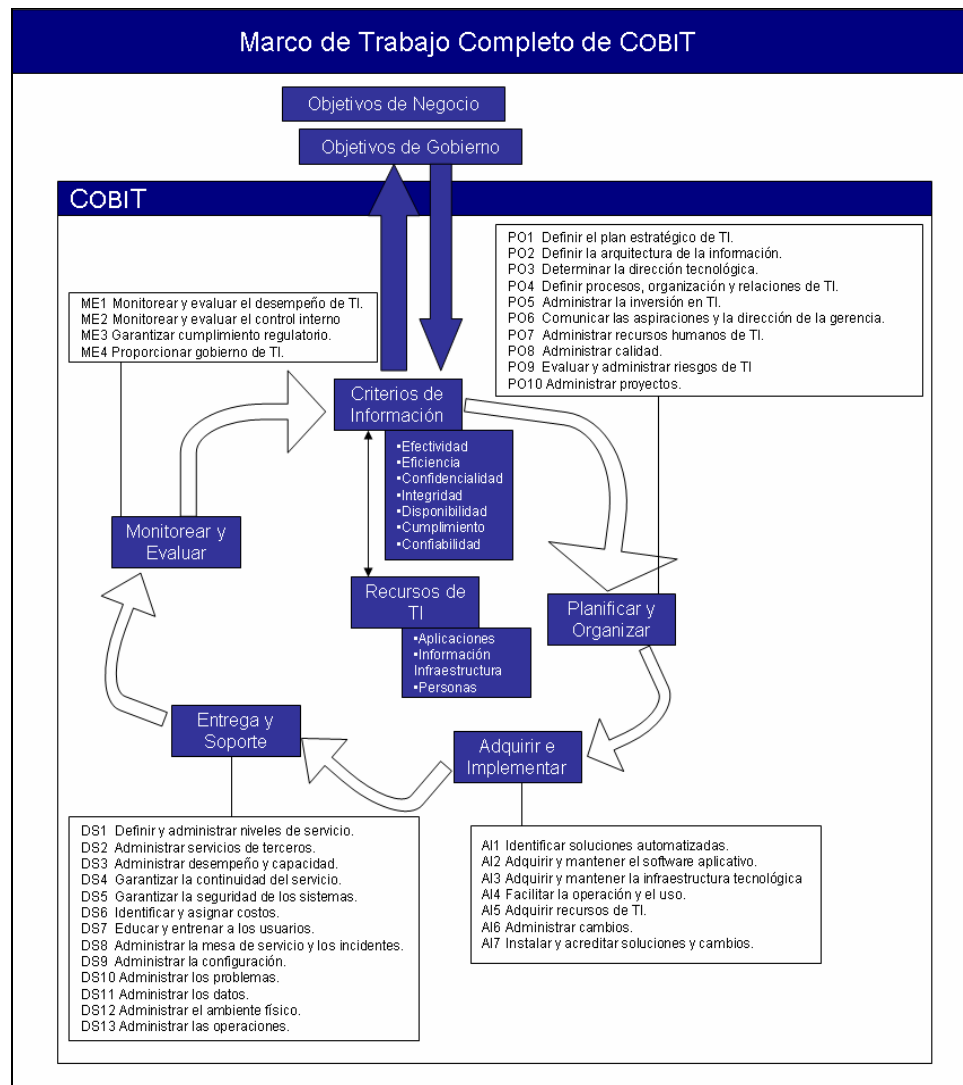 Marco de Trabajo Completo de COBIT
Objetivos de Negocio
Objetivos de Gobierno
COBIT
PO1 Definir el plan estratégico de TI.
PO2 Definir la arquitectura de la información.
PO3 Determinar la dirección tecnológica.
PO4 Definir procesos, organización y relaciones de TI.
PO5 Administrar la inversión en TI.
PO6 Comunicar las aspiraciones y la dirección de la gerencia.
PO7 Administrar recursos humanos de TI.
PO8 Administrar calidad.
PO9 Evaluar y administrar riesgos de TI
PO10 Administrar proyectos.
ME1 Monitorear y evaluar el desempeño de TI.
ME2 Monitorear y evaluar el control interno
ME3 Garantizar cumplimiento regulatorio.
ME4 Proporcionar gobierno de TI.
Criterios de
Información
•Efectividad
•Eficiencia
•Confidencialidad
•Integridad
•Disponibilidad
•Cumplimiento
•Confiabilidad
Monitorear y
Evaluar
Recursos de
TI
•Aplicaciones
•Información
Infraestructura
•Personas
Planificar y
Organizar
Entrega y
Soporte
Adquirir e
Implementar
DS1 Definir y administrar niveles de servicio.
DS2 Administrar servicios de terceros.
DS3 Administrar desempeño y capacidad.
DS4 Garantizar la continuidad del servicio.
DS5 Garantizar la seguridad de los sistemas.
DS6 Identificar y asignar costos.
DS7 Educar y entrenar a los usuarios.
DS8 Administrar la mesa de servicio y los incidentes.
DS9 Administrar la configuración.
DS10 Administrar los problemas.
DS11 Administrar los datos.
DS12 Administrar el ambiente físico.
DS13 Administrar las operaciones.
AI1 Identificar soluciones automatizadas.
AI2 Adquirir y mantener el software aplicativo.
AI3 Adquirir y mantener la infraestructura tecnológica
AI4 Facilitar la operación y el uso.
AI5 Adquirir recursos de TI.
AI6 Administrar cambios.
AI7 Instalar y acreditar soluciones y cambios.